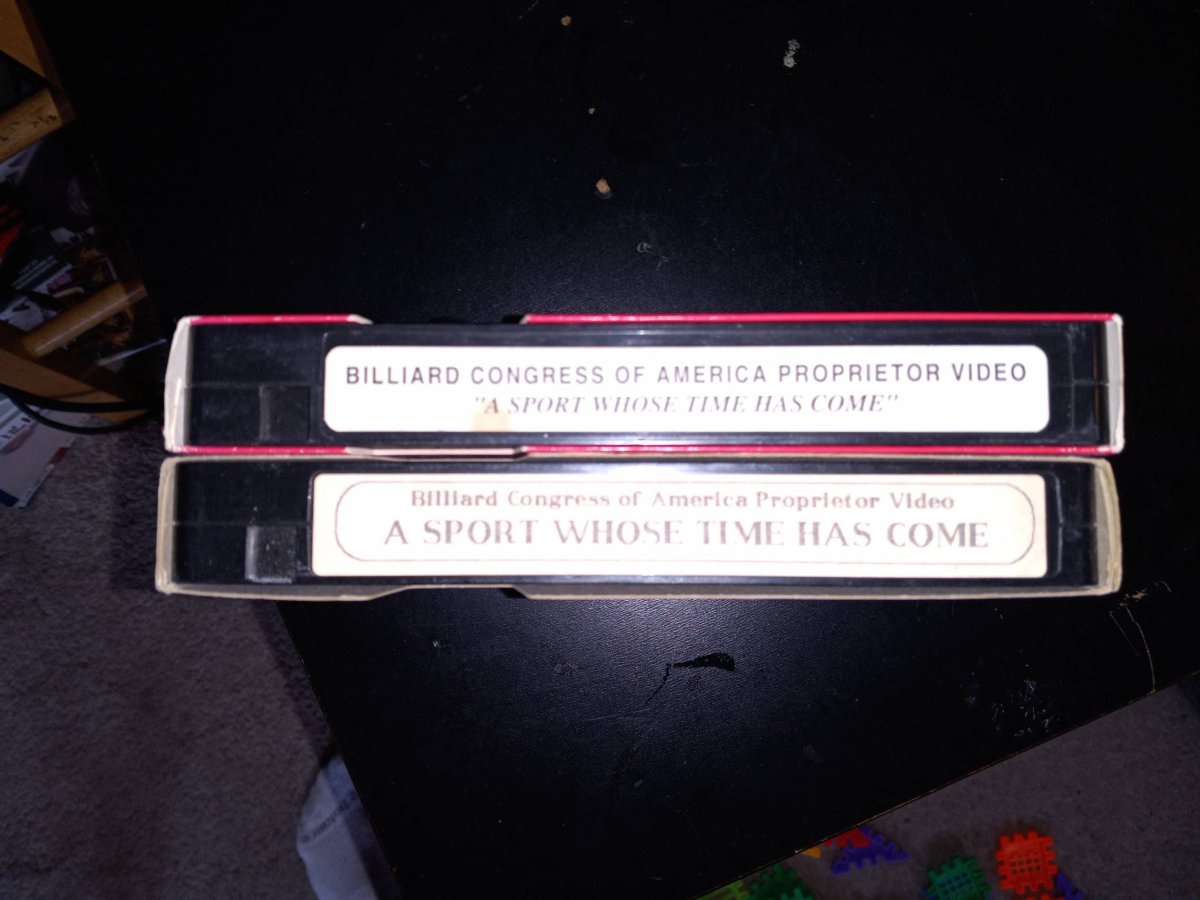 BILLIARD CONGRESS OF AMERICA PROPRIETOR VIDEO
"A SPORT WHOSE TIME HAS COME"
Billiard Congress of America Proprietor Video
A SPORT WHOSE TIME HAS COME